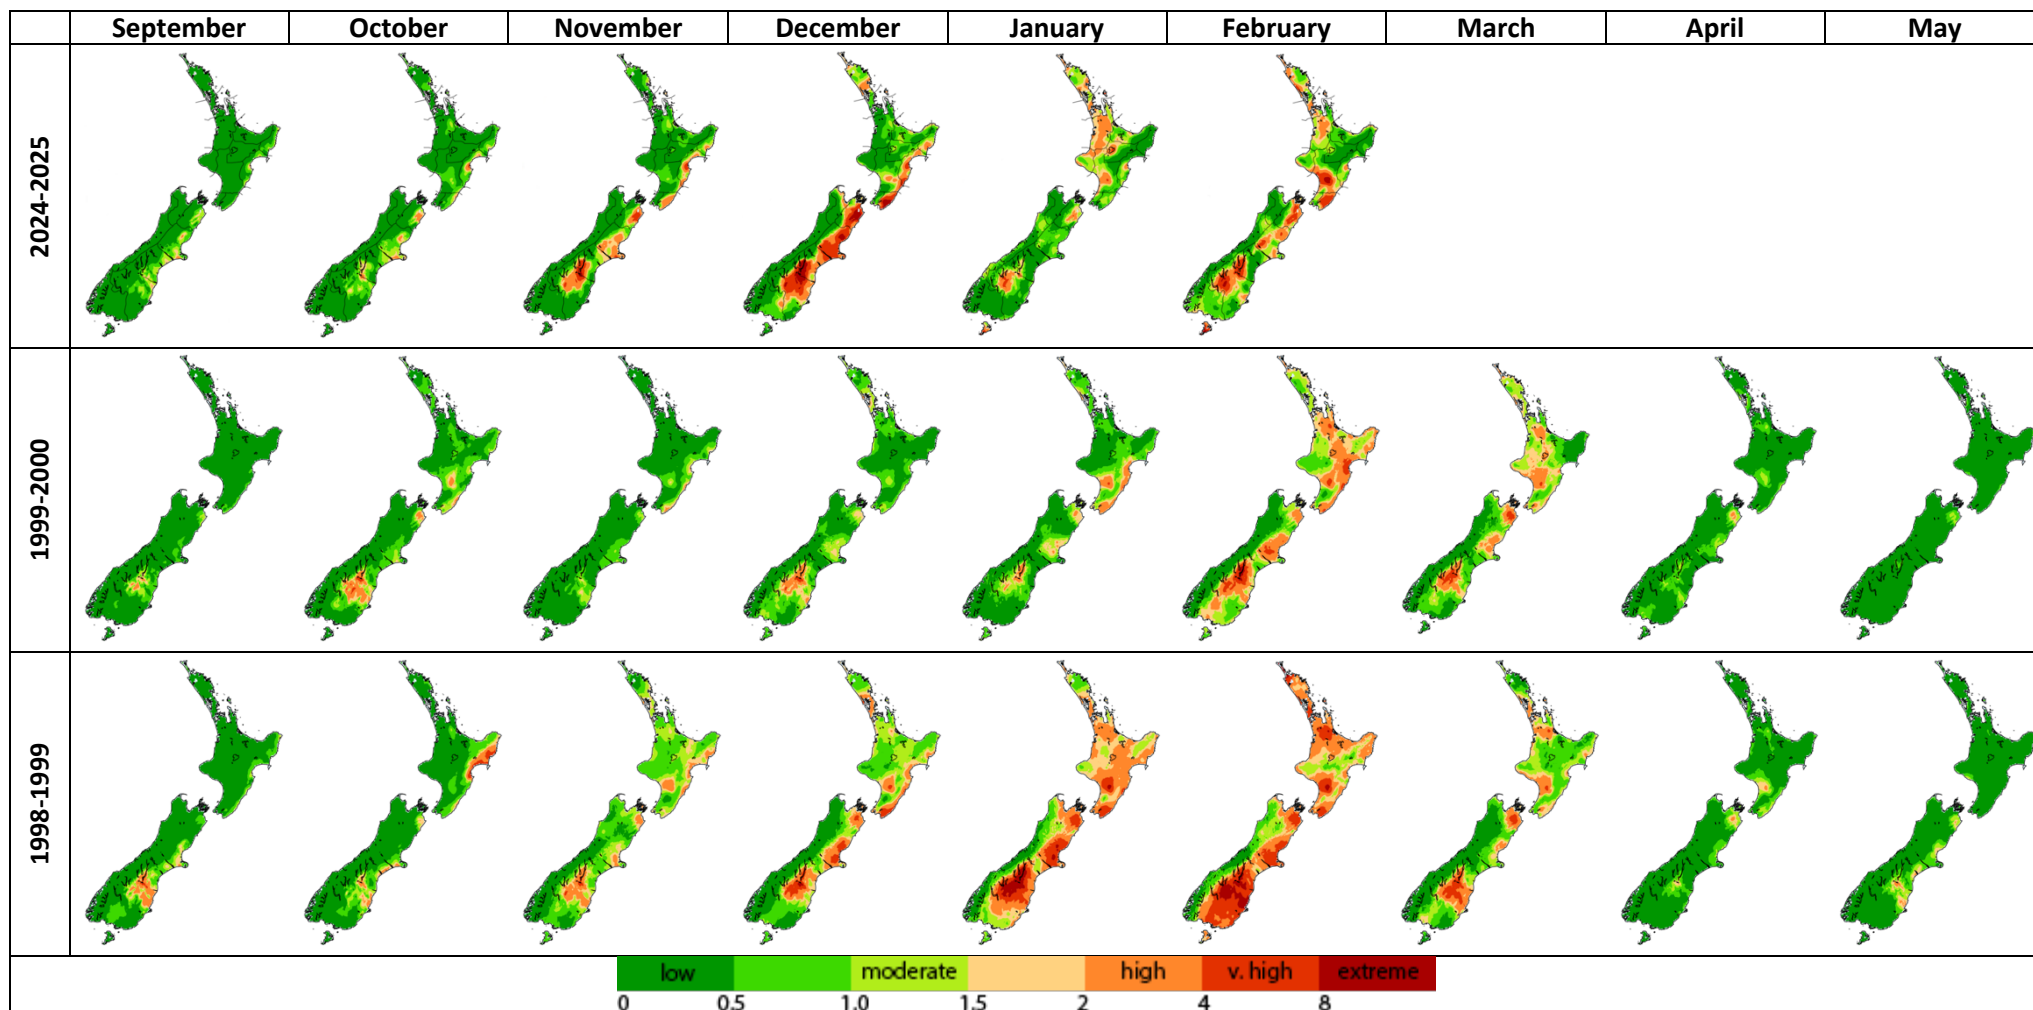 September October November December January February March April May
2024-2025
1999-2000
1998-1999
low moderate high v. high extreme
0 0.5 1.0 1.5 2 4 8